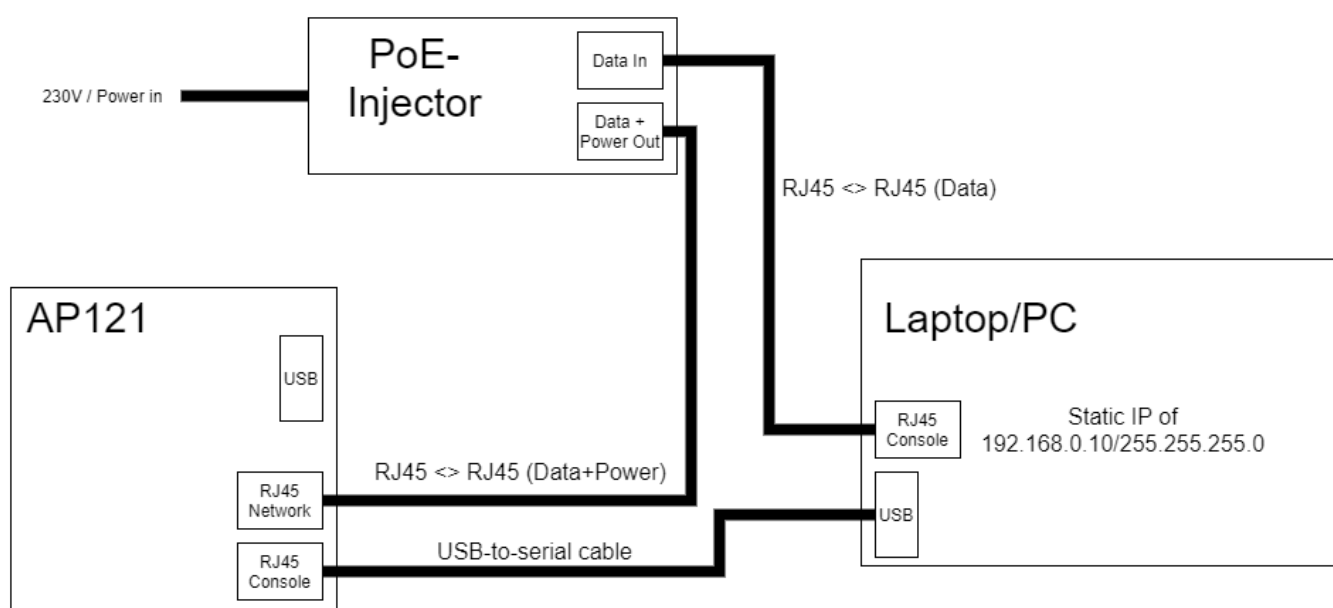 PoE-
Injector
Data In
Data +
Power Out
230V / Power in
RJ45 <> RJ45 (Data)
AP121
USB
RJ45
Network
RJ45
Console
RJ45 <> RJ45 (Data+Power)
USB-to-serial cable
Laptop/PC
RJ45
Console
Static IP of
192.168.0.10/255.255.255.0
USB